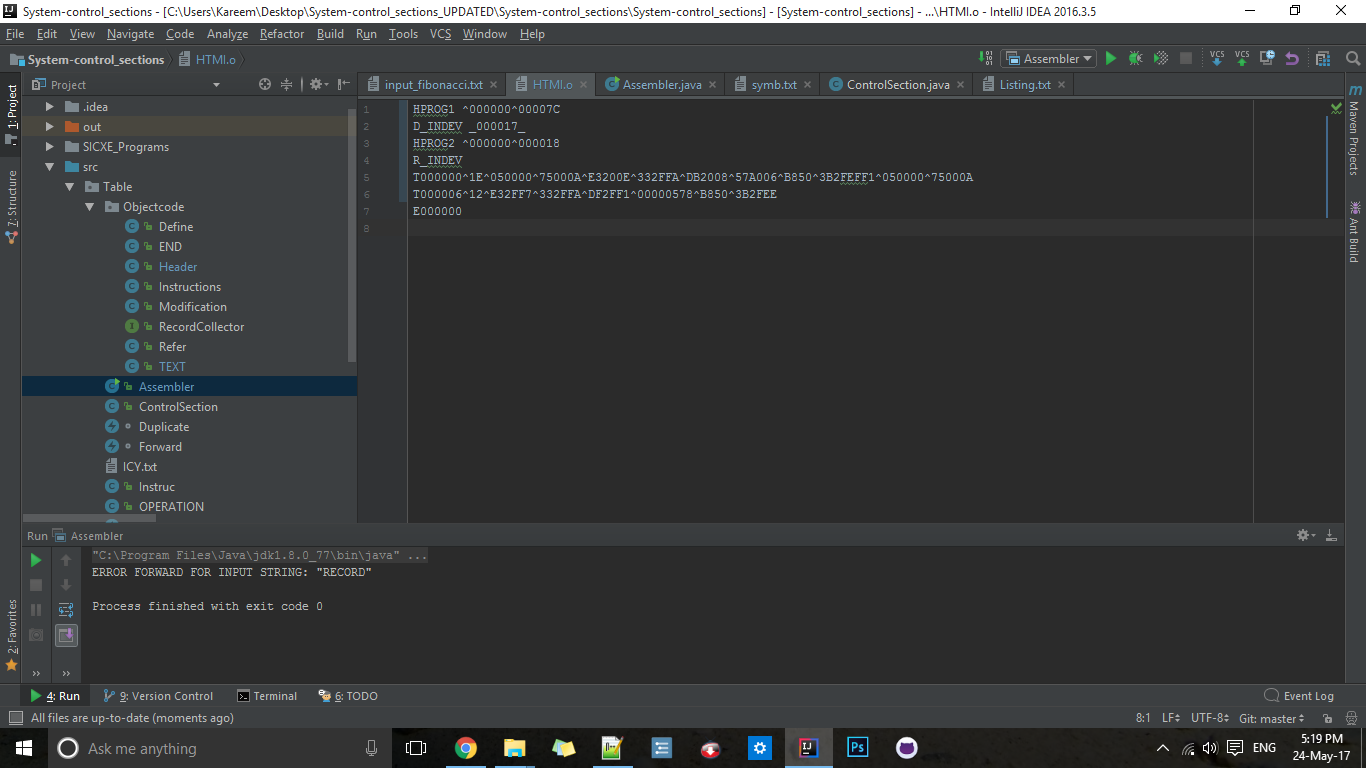 System-control_sections - [C:\Users\Kareem\Desktop\System-control_sections_UPDATED\System-control_sections\System-control_sections] - [System-control_sections] - ...\HTMl.o - IntelliJ IDEA 2016.3.5
File Edit View Navigate Code Analyze Refactor Build Run Tools VCS Window Help
System-control_sections HTMl.o Assembler VCS VCS
Project input_fibonacci.txt HTMl.o Assembler.java symb.txt ControlSection.java Listing.txt
1: Project
7: Structure
2: Favorites
.idea
out
SICXE_Programs
src
Table
Objectcode
Define
END
Header
Instructions
Modification
RecordCollector
Refer
TEXT
Assembler
ControlSection
Duplicate
Forward
ICY.txt
Instruc
OPERATION
1 HPROG1 ^000000^00007C
2 D_INDEV _000017_
3 HPROG2 ^000000^000018
4 R_INDEV
5 T000000^1E^050000^75000A^E3200E^332FFA^DB2008^57A006^B850^3B2FEFF1^050000^75000A
6 T000006^12^E32FF7^332FFA^DF2FF1^00000578^B850^3B2FEE
7 E000000
8
Maven Projects
Ant Build
Run Assembler
"C:\Program Files\Java\jdk1.8.0_77\bin\java" ...
ERROR FORWARD FOR INPUT STRING: "RECORD"
Process finished with exit code 0
4: Run 9: Version Control Terminal 6: TODO Event Log
All files are up-to-date (moments ago) 8:1 LF UTF-8 Git: master
Ask me anything ENG 5:19 PM
24-May-17